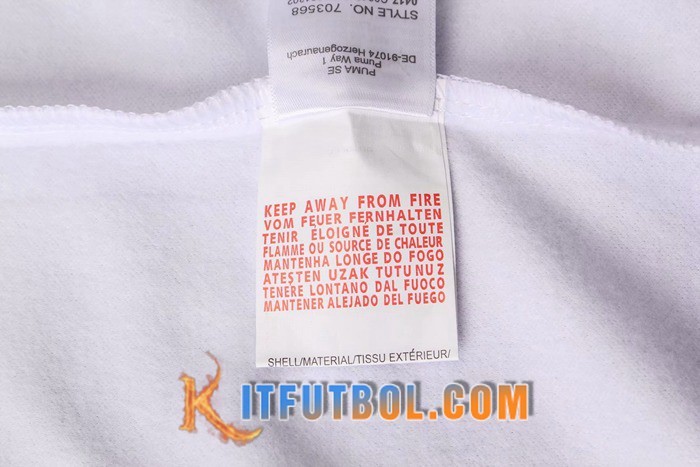 PUMA SE
Puma Way 1
DE-91074 Herzogenaurach
STYLE NO. 703568
KEEP AWAY FROM FIRE
VOM FEUER FERNHALTEN
TENIR ÉLOIGNÉ DE TOUTE
FLAMME OU SOURCE DE CHALEUR
MANTENHA LONGE DO FOGO
ATEŞTEN UZAK TUTUNUZ
TENERE LONTANO DAL FUOCO
MANTENER ALEJADO DEL FUEGO
SHELL/MATERIAL/TISSU EXTÉRIEUR/
KITFUTBOL.COM